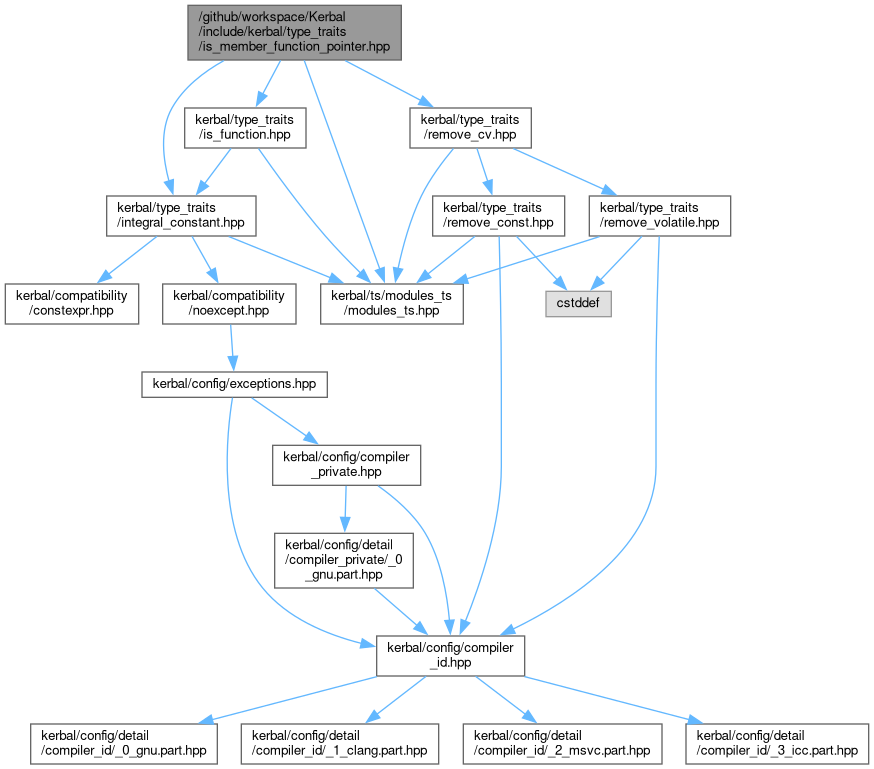 /github/workspace/Kerbal
/include/kerbal/type_traits
/is_member_function_pointer.hpp
kerbal/type_traits
/is_function.hpp
kerbal/type_traits
/remove_cv.hpp
kerbal/type_traits
/integral_constant.hpp
kerbal/type_traits
/remove_const.hpp
kerbal/type_traits
/remove_volatile.hpp
kerbal/compatibility
/constexpr.hpp
kerbal/compatibility
/noexcept.hpp
kerbal/ts/modules_ts
/modules_ts.hpp
cstddef
kerbal/config/exceptions.hpp
kerbal/config/compiler
_private.hpp
kerbal/config/detail
/compiler_private/_0
_gnu.part.hpp
kerbal/config/compiler
_id.hpp
kerbal/config/detail
/compiler_id/_0_gnu.part.hpp
kerbal/config/detail
/compiler_id/_1_clang.part.hpp
kerbal/config/detail
/compiler_id/_2_msvc.part.hpp
kerbal/config/detail
/compiler_id/_3_icc.part.hpp